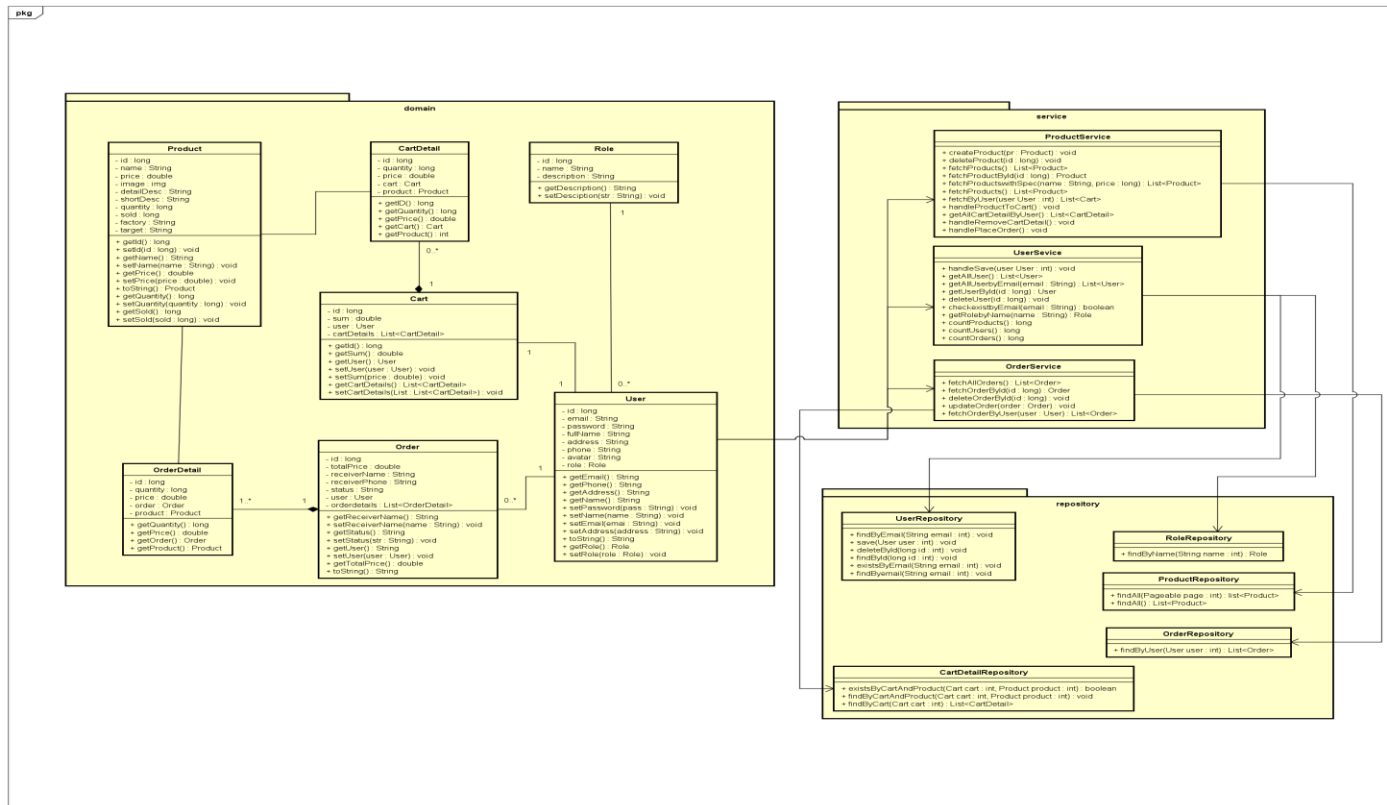 pkg
domain
Product
- id : long
- name : String
- price : double
- image : img
- detailDesc : String
- shortDesc : String
- quantity : long
- sold : long
- factory : String
- target : String
+ getId() : long
+ setId(id : long) : void
+ getName() : String
+ setName(name : String) : void
+ getPrice() : double
+ setPrice(price : double) : void
+ toString() : Product
+ getQuantity() : long
+ setQuantity(quantity : long) : void
+ getSold() : long
+ setSold(sold : long) : void
CartDetail
- id : long
- quantity : long
- price : double
- cart : Cart
- product : Product
+ getID() : long
+ getQuantity() : long
+ getPrice() : double
+ getCart() : Cart
+ getProduct() : int
0..*
1
Role
- id : long
- name : String
- description : String
+ getDescription() : String
+ setDesciption(str : String) : void
1
0..*
Cart
- id : long
- sum : double
- user : User
- cartDetails : List<CartDetail>
+ getId() : long
+ getSum() : double
+ getUser() : User
+ setUser(user : User) : void
+ setSum(price : double) : void
+ getCartDetails() : List<CartDetail>
+ setCartDetails(List : List<CartDetail>) : void
1
1
User
- id : long
- email : String
- password : String
- fullName : String
- address : String
- phone : String
- avatar : String
- role : Role
+ getEmail() : String
+ getPhone() : String
+ getAddress() : String
+ getName() : String
+ setPassword(pass : String) : void
+ setName(name : String) : void
+ setEmail(emai : String) : void
+ setAddress(address : String) : void
+ toString() : String
+ getRole() : Role
+ setRole(role : Role) : void
OrderDetail
- id : long
- quantity : long
- price : double
- order : Order
- product : Product
+ getQuantity() : long
+ getPrice() : double
+ getOrder() : Order
+ getProduct() : Product
1..*
1
Order
- id : long
- totalPrice : double
- receiverName : String
- receiverPhone : String
- status : String
- user : User
- orderdetails : List<OrderDetail>
+ getReceiverName() : String
+ setReceiverName(name : String) : void
+ getStatus() : String
+ setStatus(str : String) : void
+ getUser() : String
+ setUser(user : User) : void
+ getTotalPrice() : double
+ toString() : String
0..*
1
service
ProductService
+ createProduct(pr : Product) : void
+ deleteProduct(id : long) : void
+ fetchProducts() : List<Product>
+ fetchProductById(id : long) : Product
+ fetchProductswithSpec(name : String, price : long) : List<Product>
+ fetchProducts() : List<Product>
+ fetchByUser(user User : int) : List<Cart>
+ handleProductToCart() : void
+ getAllCartDetailByUser() : List<CartDetail>
+ handleRemoveCartDetail() : void
+ handlePlaceOrder() : void
UserSevice
+ handleSave(user User : int) : void
+ getAllUser() : List<User>
+ getAllUserbyEmail(email : String) : List<User>
+ getUserById(id : long) : User
+ deleteUser(id : long) : void
+ checkexistbyEmail(email : String) : boolean
+ getRolebyName(name : String) : Role
+ countProducts() : long
+ countUsers() : long
+ countOrders() : long
OrderService
+ fetchAllOrders() : List<Order>
+ fetchOrderById(id : long) : Order
+ deleteOrderById(id : long) : void
+ updateOrder(order : Order) : void
+ fetchOrderByUser(user : User) : List<Order>
repository
UserRepository
+ findByEmail(String email : int) : void
+ save(User user : int) : void
+ deleteById(long id : int) : void
+ findById(long id : int) : void
+ existsByEmail(String email : int) : void
+ findByemail(String email : int) : void
RoleRepository
+ findByName(String name : int) : Role
ProductRepository
+ findAll(Pageable page : int) : list<Product>
+ findAll() : List<Product>
OrderRepository
+ findByUser(User user : int) : List<Order>
CartDetailRepository
+ existsByCartAndProduct(Cart cart : int, Product product : int) : boolean
+ findByCartAndProduct(Cart cart : int, Product product : int) : void
+ findByCart(Cart cart : int) : List<CartDetail>